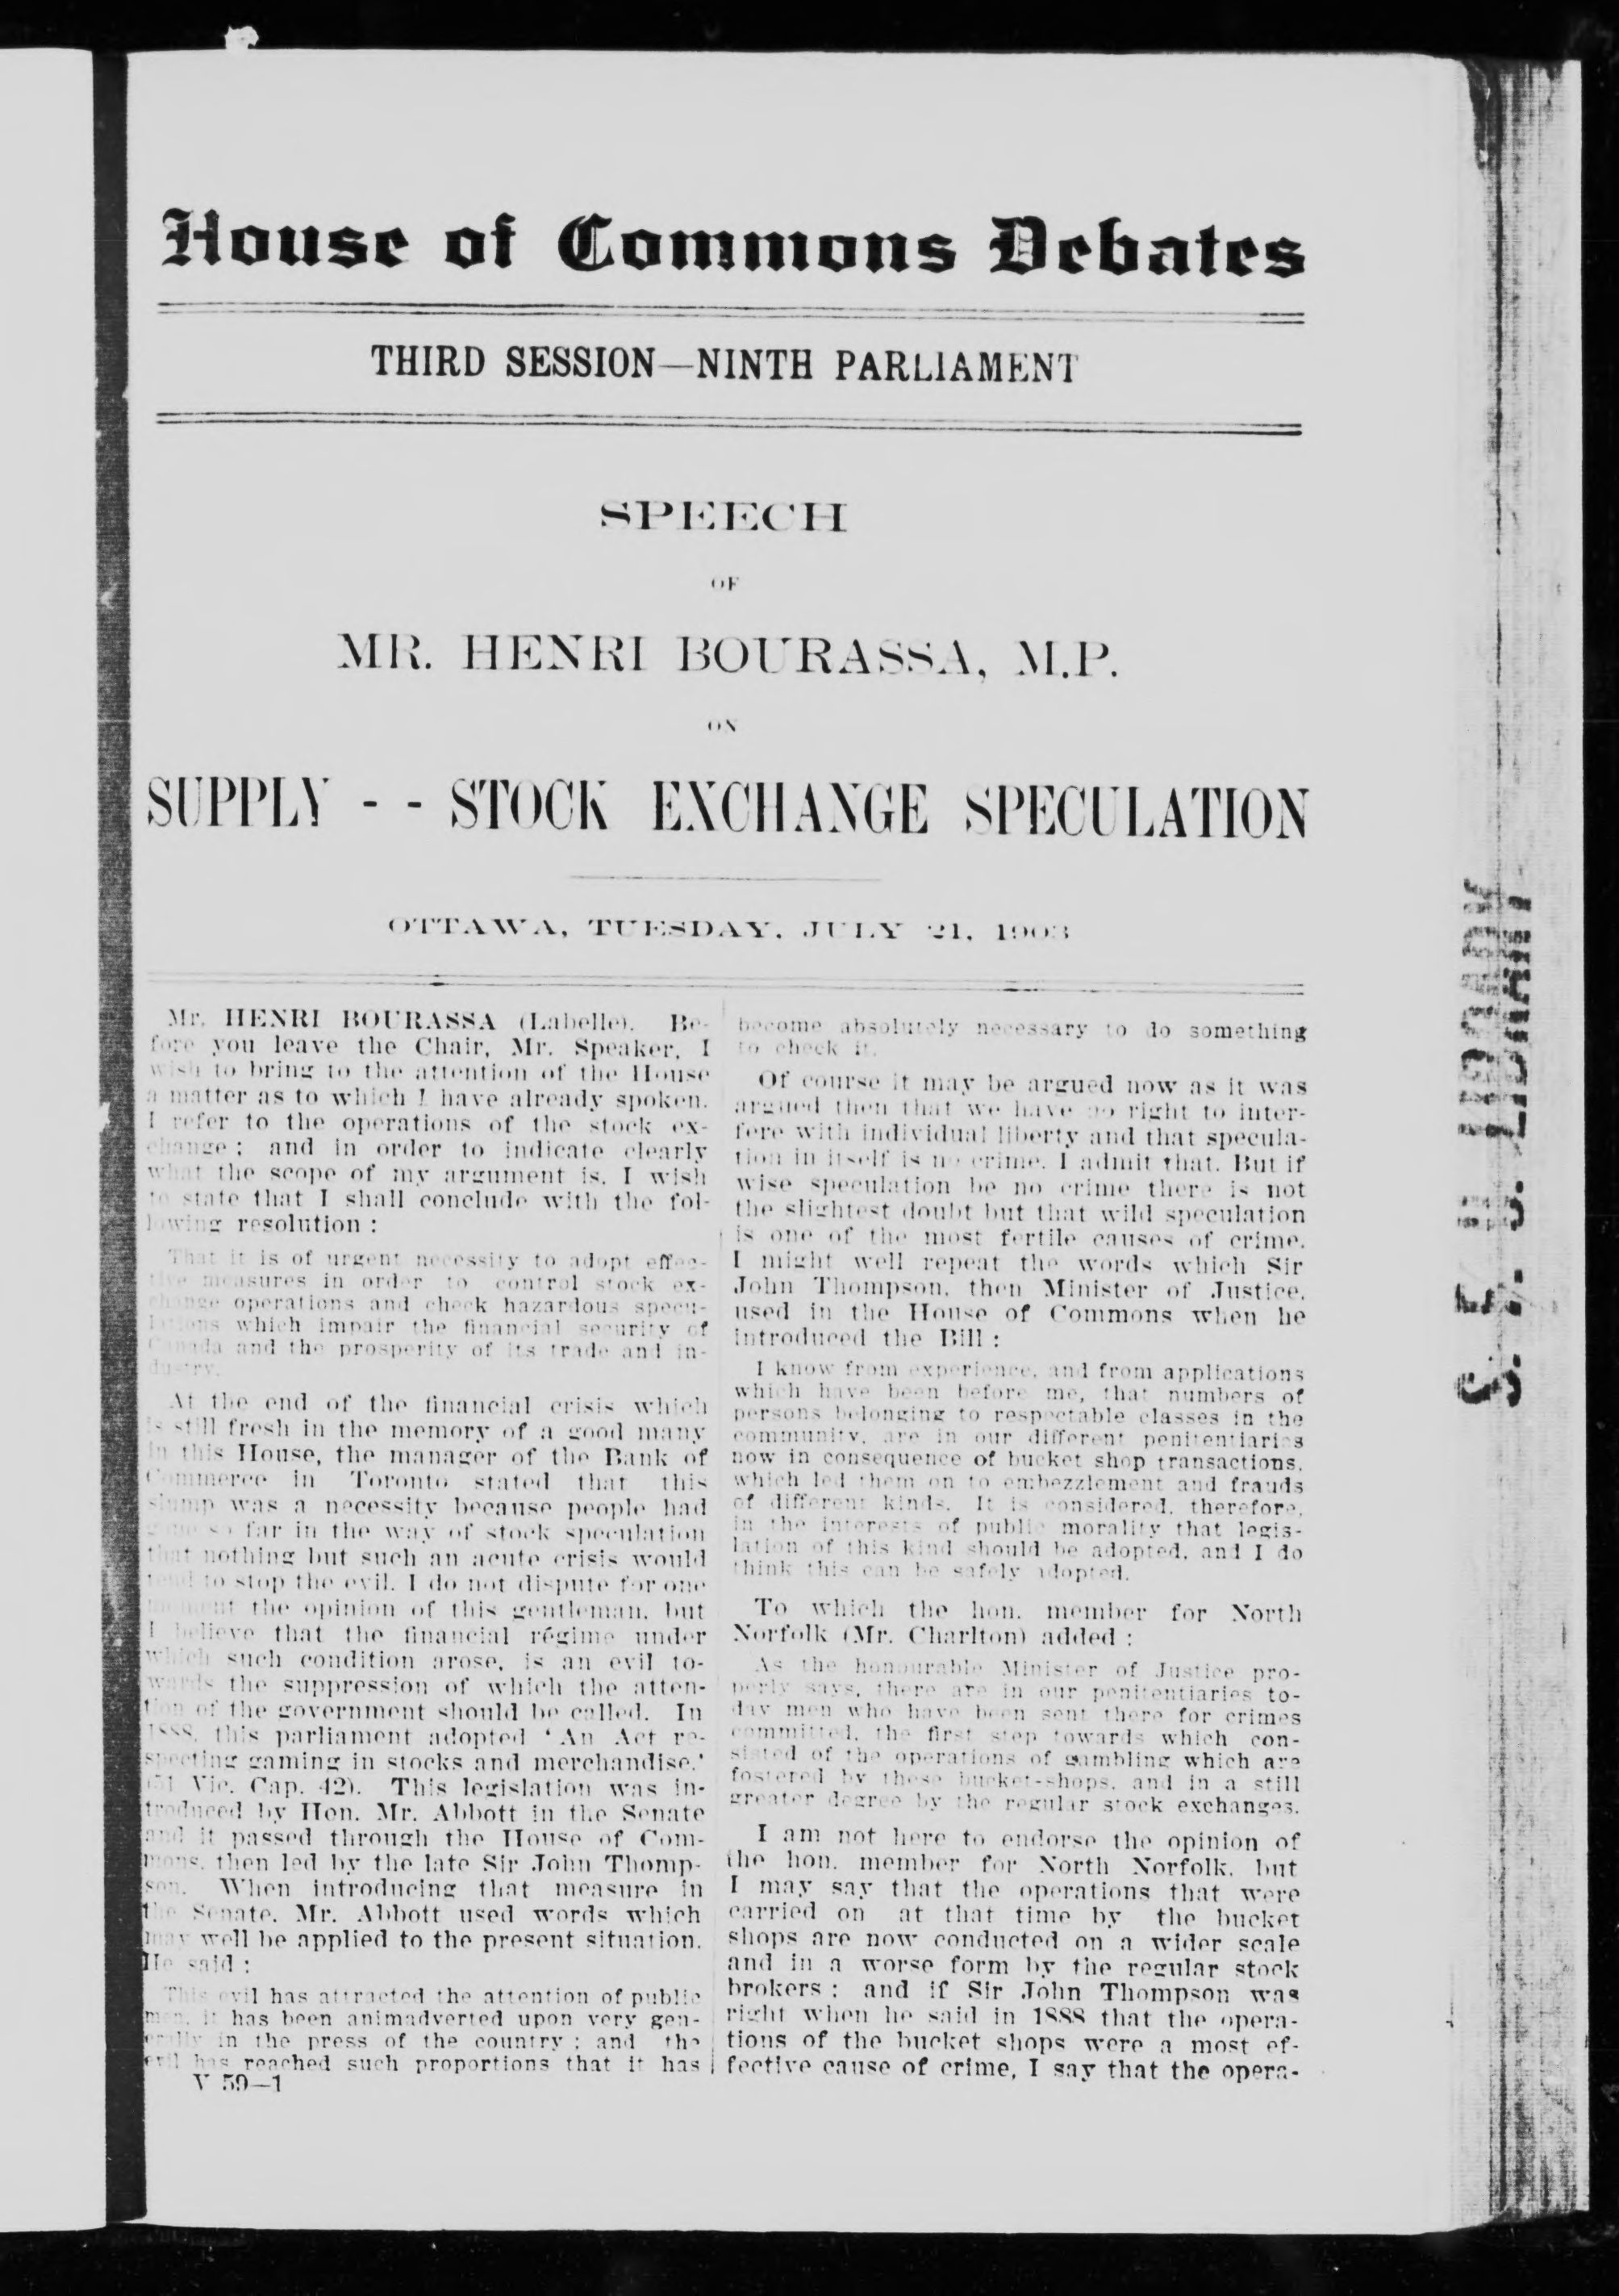 House of Commons Debates
THIRD SESSION—NINTH PARLIAMENT
SPEECH
OF
MR. HENRI BOURASSA, M.P.
ON
SUPPLY - - STOCK EXCHANGE SPECULATION
OTTAWA, TUESDAY, JULY 21, 1903
Mr. HENRI BOURASSA (Labelle). Be-
fore you leave the Chair, Mr. Speaker, I
wish to bring to the attention of the House
a matter as to which I have already spoken.
I refer to the operations of the stock ex-
change; and in order to indicate clearly
what the scope of my argument is, I wish
to state that I shall conclude with the fol-
lowing resolution :
That it is of urgent necessity to adopt effec-
tive measures in order to control stock ex-
change operations and check hazardous specu-
lations which impair the financial security of
Canada and the prosperity of its trade and in-
dustry.
At the end of the financial crisis which
is still fresh in the memory of a good many
in this House, the manager of the Bank of
Commerce in Toronto stated that this
slump was a necessity because people had
gone so far in the way of stock speculation
that nothing but such an acute crisis would
tend to stop the evil. I do not dispute for one
moment the opinion of this gentleman, but
I believe that the financial régime under
which such condition arose, is an evil to-
wards the suppression of which the atten-
tion of the government should be called. In
1888, this parliament adopted 'An Act re-
specting gaming in stocks and merchandise.'
(51 Vic. Cap. 42). This legislation was in-
troduced by Hon. Mr. Abbott in the Senate
and it passed through the House of Com-
mons, then led by the late Sir John Thomp-
son. When introducing that measure in
the Senate, Mr. Abbott used words which
may well be applied to the present situation.
He said :
This evil has attracted the attention of public
men, it has been animadverted upon very gen-
erally in the press of the country ; and the
evil has reached such proportions that it has
V 59—1
become absolutely necessary to do something
to check it.
Of course it may be argued now as it was
argued then that we have no right to inter-
fere with individual liberty and that specula-
tion in itself is no crime. I admit that. But if
wise speculation be no crime there is not
the slightest doubt but that wild speculation
is one of the most fertile causes of crime.
I might well repeat the words which Sir
John Thompson, then Minister of Justice,
used in the House of Commons when he
introduced the Bill :
I know from experience, and from applications
which have been before me, that numbers of
persons belonging to respectable classes in the
community, are in our different penitentiaries
now in consequence of bucket shop transactions,
which led them on to embezzlement and frauds
of different kinds. It is considered, therefore,
in the interests of public morality that legis-
lation of this kind should be adopted, and I do
think this can be safely adopted.
To which the hon. member for North
Norfolk (Mr. Charlton) added :
As the honourable Minister of Justice pro-
perly says, there are in our penitentiaries to-
day men who have been sent there for crimes
committed, the first step towards which con-
sisted of the operations of gambling which are
fostered by these bucket-shops, and in a still
greater degree by the regular stock exchanges.
I am not here to endorse the opinion of
the hon. member for North Norfolk, but
I may say that the operations that were
carried on at that time by the bucket
shops are now conducted on a wider scale
and in a worse form by the regular stock
brokers ; and if Sir John Thompson was
right when he said in 1888 that the opera-
tions of the bucket shops were a most ef-
fective cause of crime, I say that the opera-